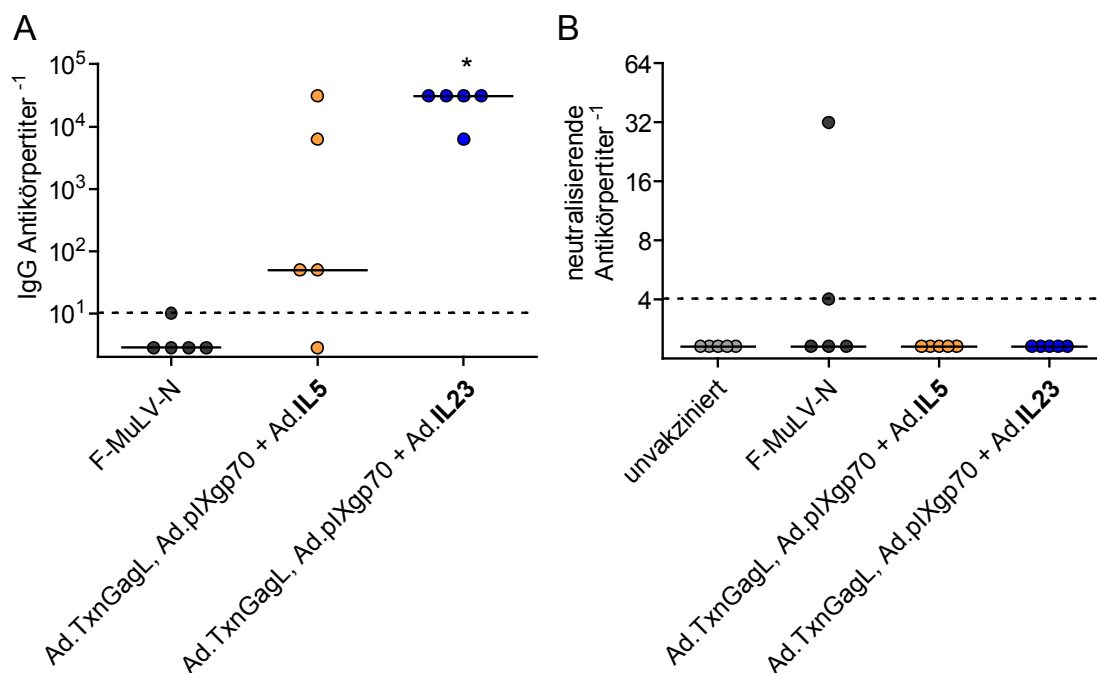 A
IgG Antikörpertiter -1
10^5
10^4
10^3
10^2
10^1
*
F-MuLV-N
Ad.TxnGagL, Ad.pIXgp70 + Ad.IL5
Ad.TxnGagL, Ad.pIXgp70 + Ad.IL23
B
neutralisierende
Antikörpertiter -1
64
32
16
8
4
unvakziniert
F-MuLV-N
Ad.TxnGagL, Ad.pIXgp70 + Ad.IL5
Ad.TxnGagL, Ad.pIXgp70 + Ad.IL23